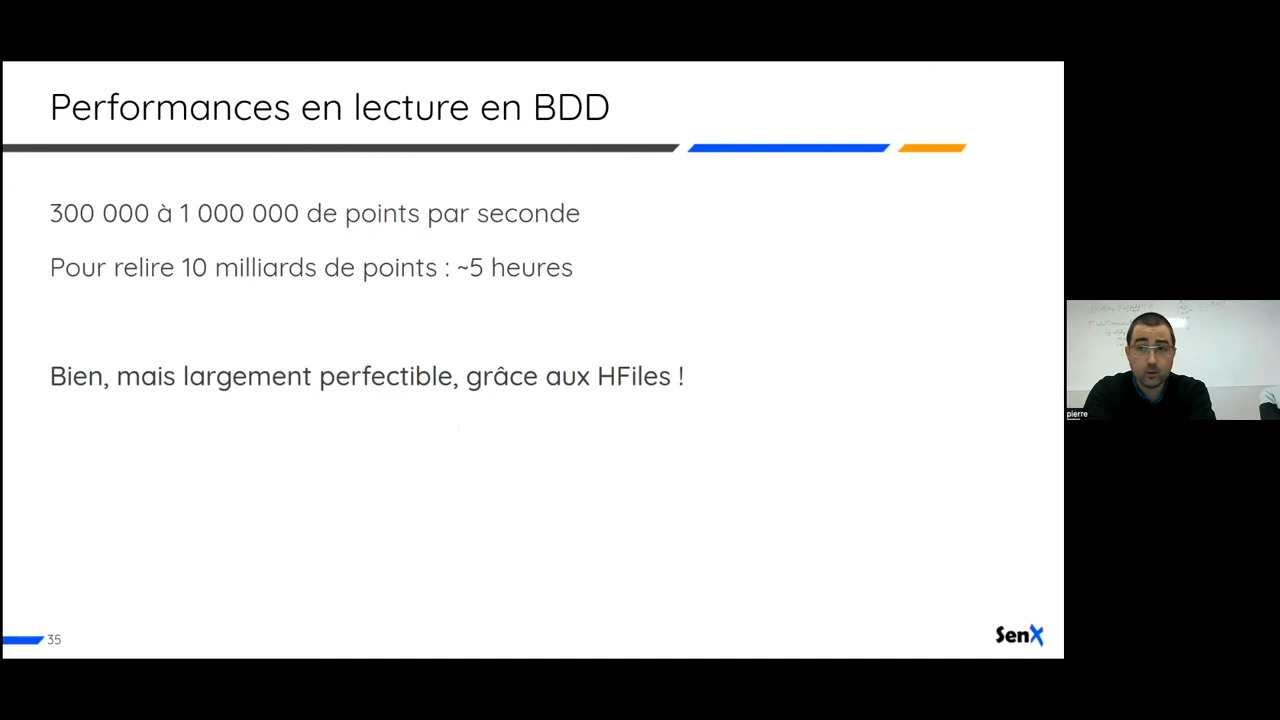 Performances en lecture en BDD
300 000 à 1 000 000 de points par seconde
Pour relire 10 milliards de points : ~5 heures
Bien, mais largement perfectible, grâce aux HFiles !
35
SenX
pierre